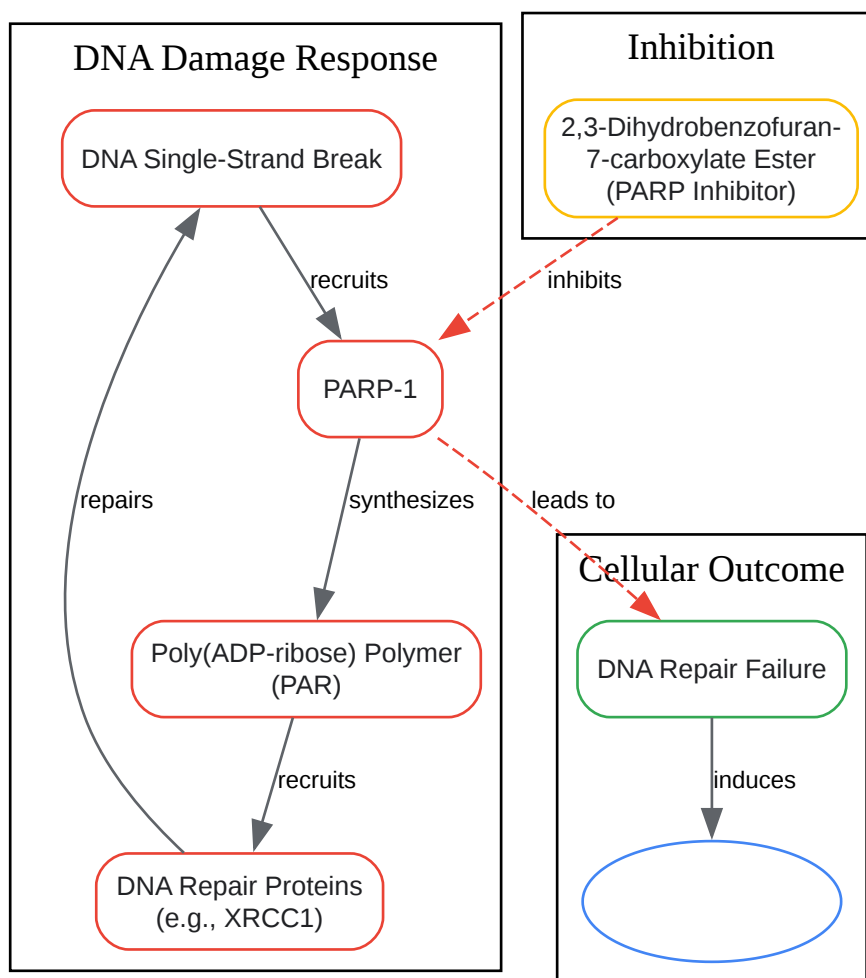 DNA Damage Response
Inhibition
DNA Single-Strand Break
2,3-Dihydrobenzofuran-
7-carboxylate Ester
(PARP Inhibitor)
recruits
inhibits
PARP-1
repairs
synthesizes
leads to
Cellular Outcome
Poly(ADP-ribose) Polymer
(PAR)
DNA Repair Failure
recruits
induces
DNA Repair Proteins
(e.g., XRCC1)